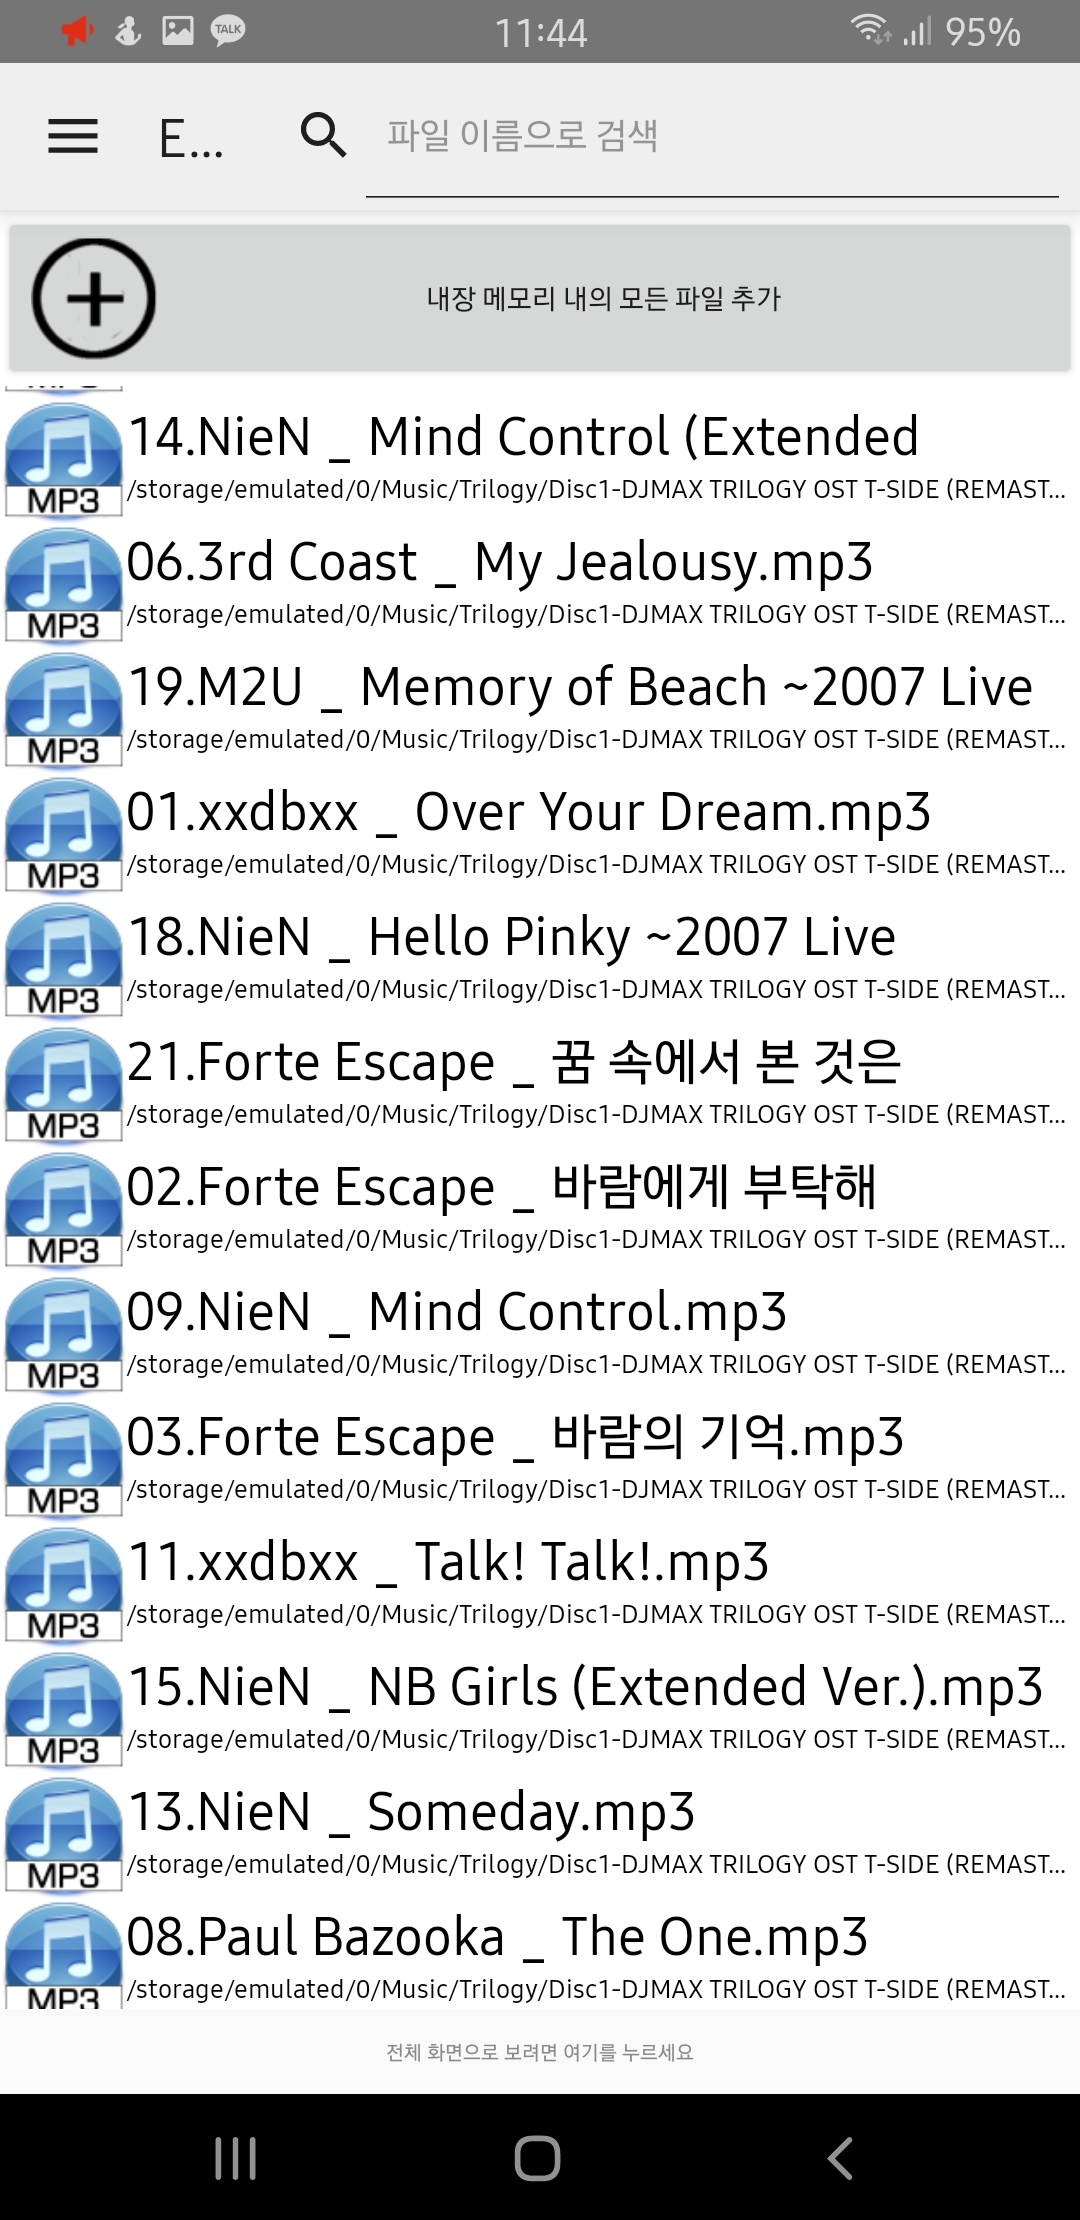 TALK 11:44 95%
E... 파일 이름으로 검색
내장 메모리 내의 모든 파일 추가
14.NieN _ Mind Control (Extended
/storage/emulated/0/Music/Trilogy/Disc1-DJMAX TRILOGY OST T-SIDE (REMAST...
MP3
06.3rd Coast _ My Jealousy.mp3
/storage/emulated/0/Music/Trilogy/Disc1-DJMAX TRILOGY OST T-SIDE (REMAST...
MP3
19.M2U _ Memory of Beach ~2007 Live
/storage/emulated/0/Music/Trilogy/Disc1-DJMAX TRILOGY OST T-SIDE (REMAST...
MP3
01.xxdbxx _ Over Your Dream.mp3
/storage/emulated/0/Music/Trilogy/Disc1-DJMAX TRILOGY OST T-SIDE (REMAST...
MP3
18.NieN _ Hello Pinky ~2007 Live
/storage/emulated/0/Music/Trilogy/Disc1-DJMAX TRILOGY OST T-SIDE (REMAST...
MP3
21.Forte Escape _ 꿈 속에서 본 것은
/storage/emulated/0/Music/Trilogy/Disc1-DJMAX TRILOGY OST T-SIDE (REMAST...
MP3
02.Forte Escape _ 바람에게 부탁해
/storage/emulated/0/Music/Trilogy/Disc1-DJMAX TRILOGY OST T-SIDE (REMAST...
MP3
09.NieN _ Mind Control.mp3
/storage/emulated/0/Music/Trilogy/Disc1-DJMAX TRILOGY OST T-SIDE (REMAST...
MP3
03.Forte Escape _ 바람의 기억.mp3
/storage/emulated/0/Music/Trilogy/Disc1-DJMAX TRILOGY OST T-SIDE (REMAST...
MP3
11.xxdbxx _ Talk! Talk!.mp3
/storage/emulated/0/Music/Trilogy/Disc1-DJMAX TRILOGY OST T-SIDE (REMAST...
MP3
15.NieN _ NB Girls (Extended Ver.).mp3
/storage/emulated/0/Music/Trilogy/Disc1-DJMAX TRILOGY OST T-SIDE (REMAST...
MP3
13.NieN _ Someday.mp3
/storage/emulated/0/Music/Trilogy/Disc1-DJMAX TRILOGY OST T-SIDE (REMAST...
MP3
08.Paul Bazooka _ The One.mp3
/storage/emulated/0/Music/Trilogy/Disc1-DJMAX TRILOGY OST T-SIDE (REMAST...
MP3
전체 화면으로 보려면 여기를 누르세요